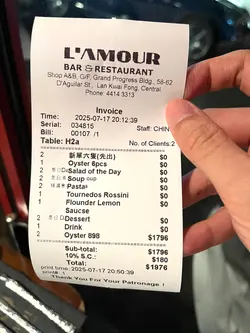 L'AMOUR
BAR & RESTAURANT
Shop A&B, G/F, Grand Progress Bldg., 58-62
D'Aguilar St., Lan Kwai Fong, Central.
Phone: 4414 3313
Invoice
Time: 2025-07-17 20:12:39
Serial: 034815 Staff: CHIN
Bill: 00107 /1
Table: H2a No. of Clients:2
2 新單六隻(先出) $0
1 Oyster 6pcs $0
2 Salad of the Day $0
2 Soup $0
2 Pasta $0
1 Tournedos Rossini $0
1 Flounder Lemon $0
Saucse
2 Dessert $0
1 Drink $0
2 Oyster 898 $1796
Sub-total: $1796
10% S.C.: $180
Total: $1976
print time :2025-07-17 20:50:39
print#: 1
Thank You For Your Patronage !